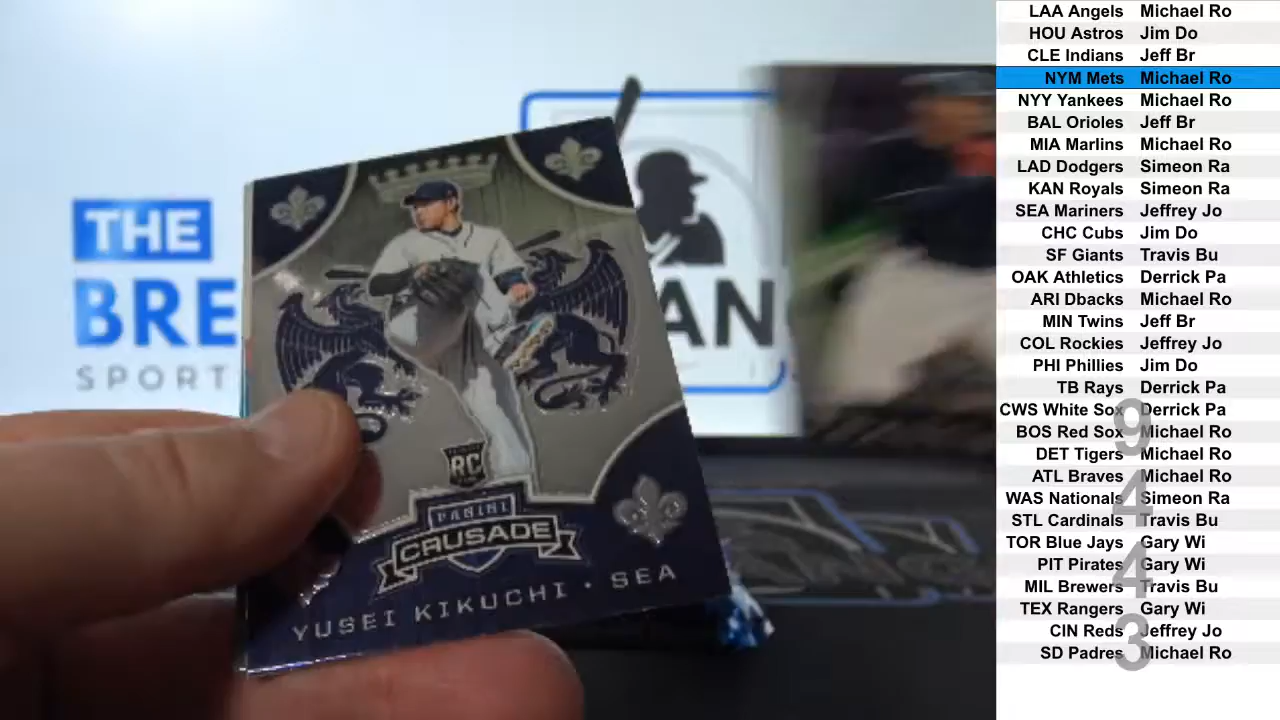 THE
BRE
SPORT
AN
RC
PANINI
CRUSADE
YUSEI KIKUCHI · SEA
LAA Angels Michael Ro
HOU Astros Jim Do
CLE Indians Jeff Br
NYM Mets Michael Ro
NYY Yankees Michael Ro
BAL Orioles Jeff Br
MIA Marlins Michael Ro
LAD Dodgers Simeon Ra
KAN Royals Simeon Ra
SEA Mariners Jeffrey Jo
CHC Cubs Jim Do
SF Giants Travis Bu
OAK Athletics Derrick Pa
ARI Dbacks Michael Ro
MIN Twins Jeff Br
COL Rockies Jeffrey Jo
PHI Phillies Jim Do
TB Rays Derrick Pa
CWS White Sox Derrick Pa
BOS Red Sox Michael Ro
DET Tigers Michael Ro
ATL Braves Michael Ro
WAS Nationals Simeon Ra
STL Cardinals Travis Bu
TOR Blue Jays Gary Wi
PIT Pirates Gary Wi
MIL Brewers Travis Bu
TEX Rangers Gary Wi
CIN Reds Jeffrey Jo
SD Padres Michael Ro
9
4
4
3